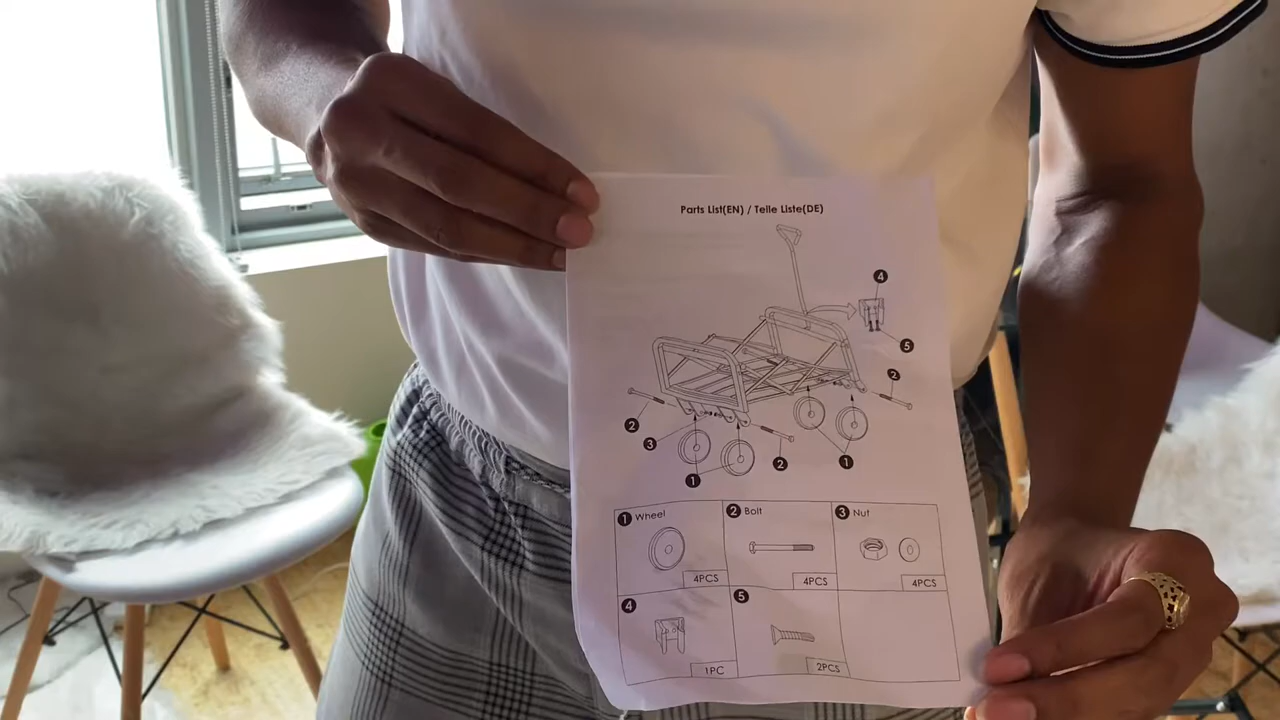 Parts List(EN) / Teile Liste(DE)
4
5
2
2
3
2
1
1
1 Wheel
2 Bolt
3 Nut
4PCS
4PCS
4PCS
4
5
1PC
2PCS